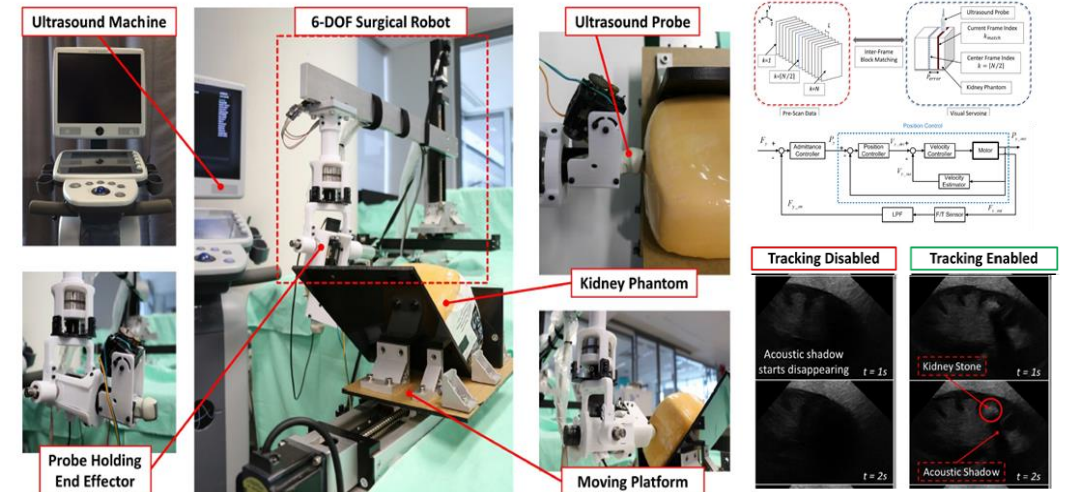 Ultrasound Machine
6-DOF Surgical Robot
Ultrasound Probe
Kidney Phantom
Probe Holding
End Effector
Moving Platform
k=1
k=[N/2]
k=N
L
Pre-Scan Data
Inter-Frame
Block Matching
Ultrasound Probe
Current Frame Index
Center Frame Index
k = [N/2]
Kidney Phantom
Visual Servoing
Position Control
Admittance
Controller
Position
Controller
Velocity
Controller
Motor
Velocity
Estimator
LPF
F/T Sensor
Tracking Disabled
Tracking Enabled
Acoustic shadow
starts disappearing
t = 1s
Kidney Stone
t = 1s
t = 2s
Acoustic Shadow
t = 2s